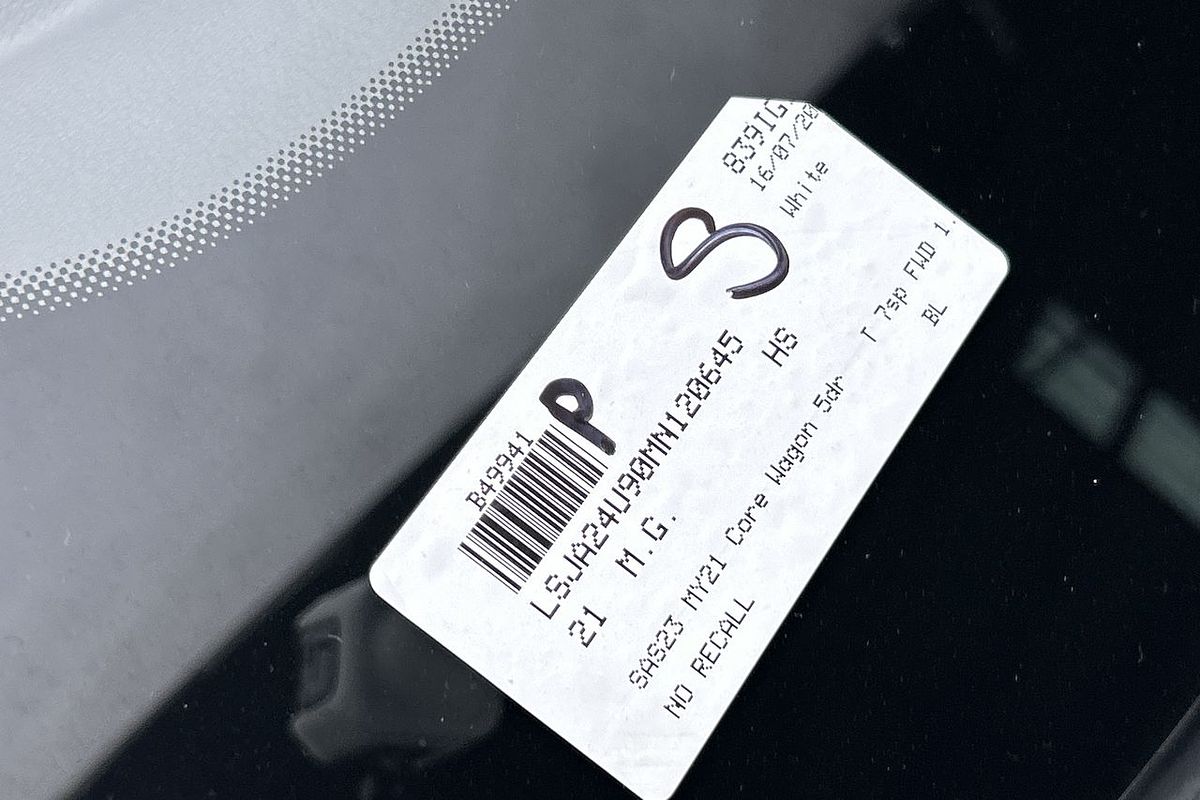 B49941 P S 839IG
16/07/20
LSJA24U90MN120645 White
21 M.G. HS
SAS23 MY21 Core Wagon 5dr T 7sp FWD 1.
NO RECALL BL